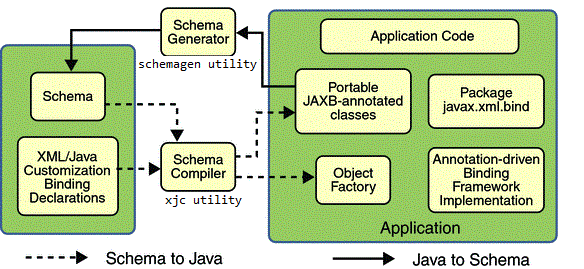 Schema
Generator
schemagen utility
Schema
XML/Java
Customization
Binding
Declarations
Schema
Compiler
xjc utility
Application Code
Portable
JAXB-annotated
classes
Package
javax.xml.bind
Object
Factory
Annotation-driven
Binding
Framework
Implementation
Application
Schema to Java
Java to Schema